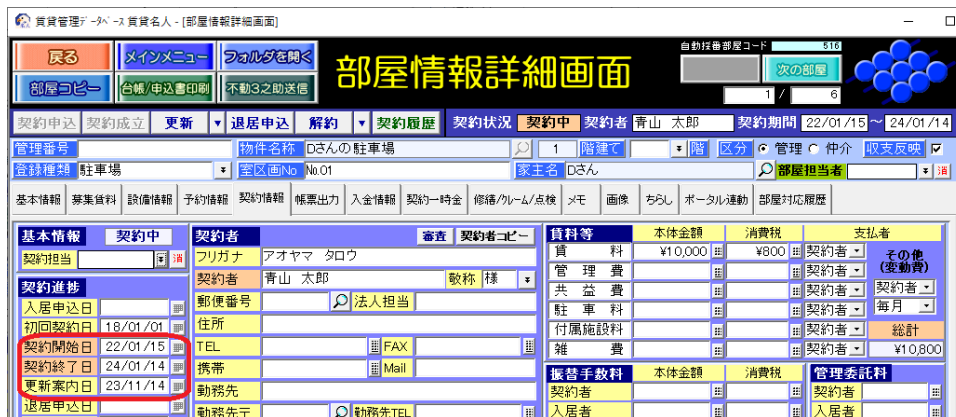 賃貸管理ﾃﾞｰﾀﾍﾞｰｽ 賃貸名人 - [部屋情報詳細画面]
戻る メインメニュー フォルダを開く 部屋情報詳細画面 自動採番部屋コード 516
次の部屋
部屋コピー 台帳/申込書印刷 不動3之助送信 1 / 6
契約申込 契約成立 更新 ▼ 退居申込 解約 ▼ 契約履歴 契約状況 契約中 契約者 青山 太郎 契約期間 22/01/15 ～ 24/01/14
管理番号 物件名称 Dさんの駐車場 1 階建て 階 区分 管理 仲介 収支反映
登録種類 駐車場 室区画No No.01 家主名 Dさん 部屋担当者 消
基本情報 募集賃料 設備情報 予約情報 契約情報 帳票出力 入金情報 契約一時金 修繕/クレーム/点検 メモ 画像 ちらし ポータル連動 部屋対応履歴
基本情報 契約中 契約者 審査 契約者コピー 賃料等 本体金額 消費税 支払者
契約担当 消 フリガナ アオヤマ タロウ 賃 料 ¥10,000 ¥800 契約者 その他
(変動費)
契約者 青山 太郎 敬称 様 管 理 費 契約者
契約進捗 郵便番号 法人担当 共 益 費 契約者 契約者
入居申込日 駐 車 料 契約者 毎月
初回契約日 18/01/01 住所 付属施設料 契約者 総計
契約開始日 22/01/15 TEL FAX 雑 費 契約者 ¥10,800
契約終了日 24/01/14 携帯 Mail 振替手数料 本体金額 消費税 管理委託料
更新案内日 23/11/14 勤務先 契約者 契約者
退居申込日 勤務先〒 勤務先TEL 入居者 入居者